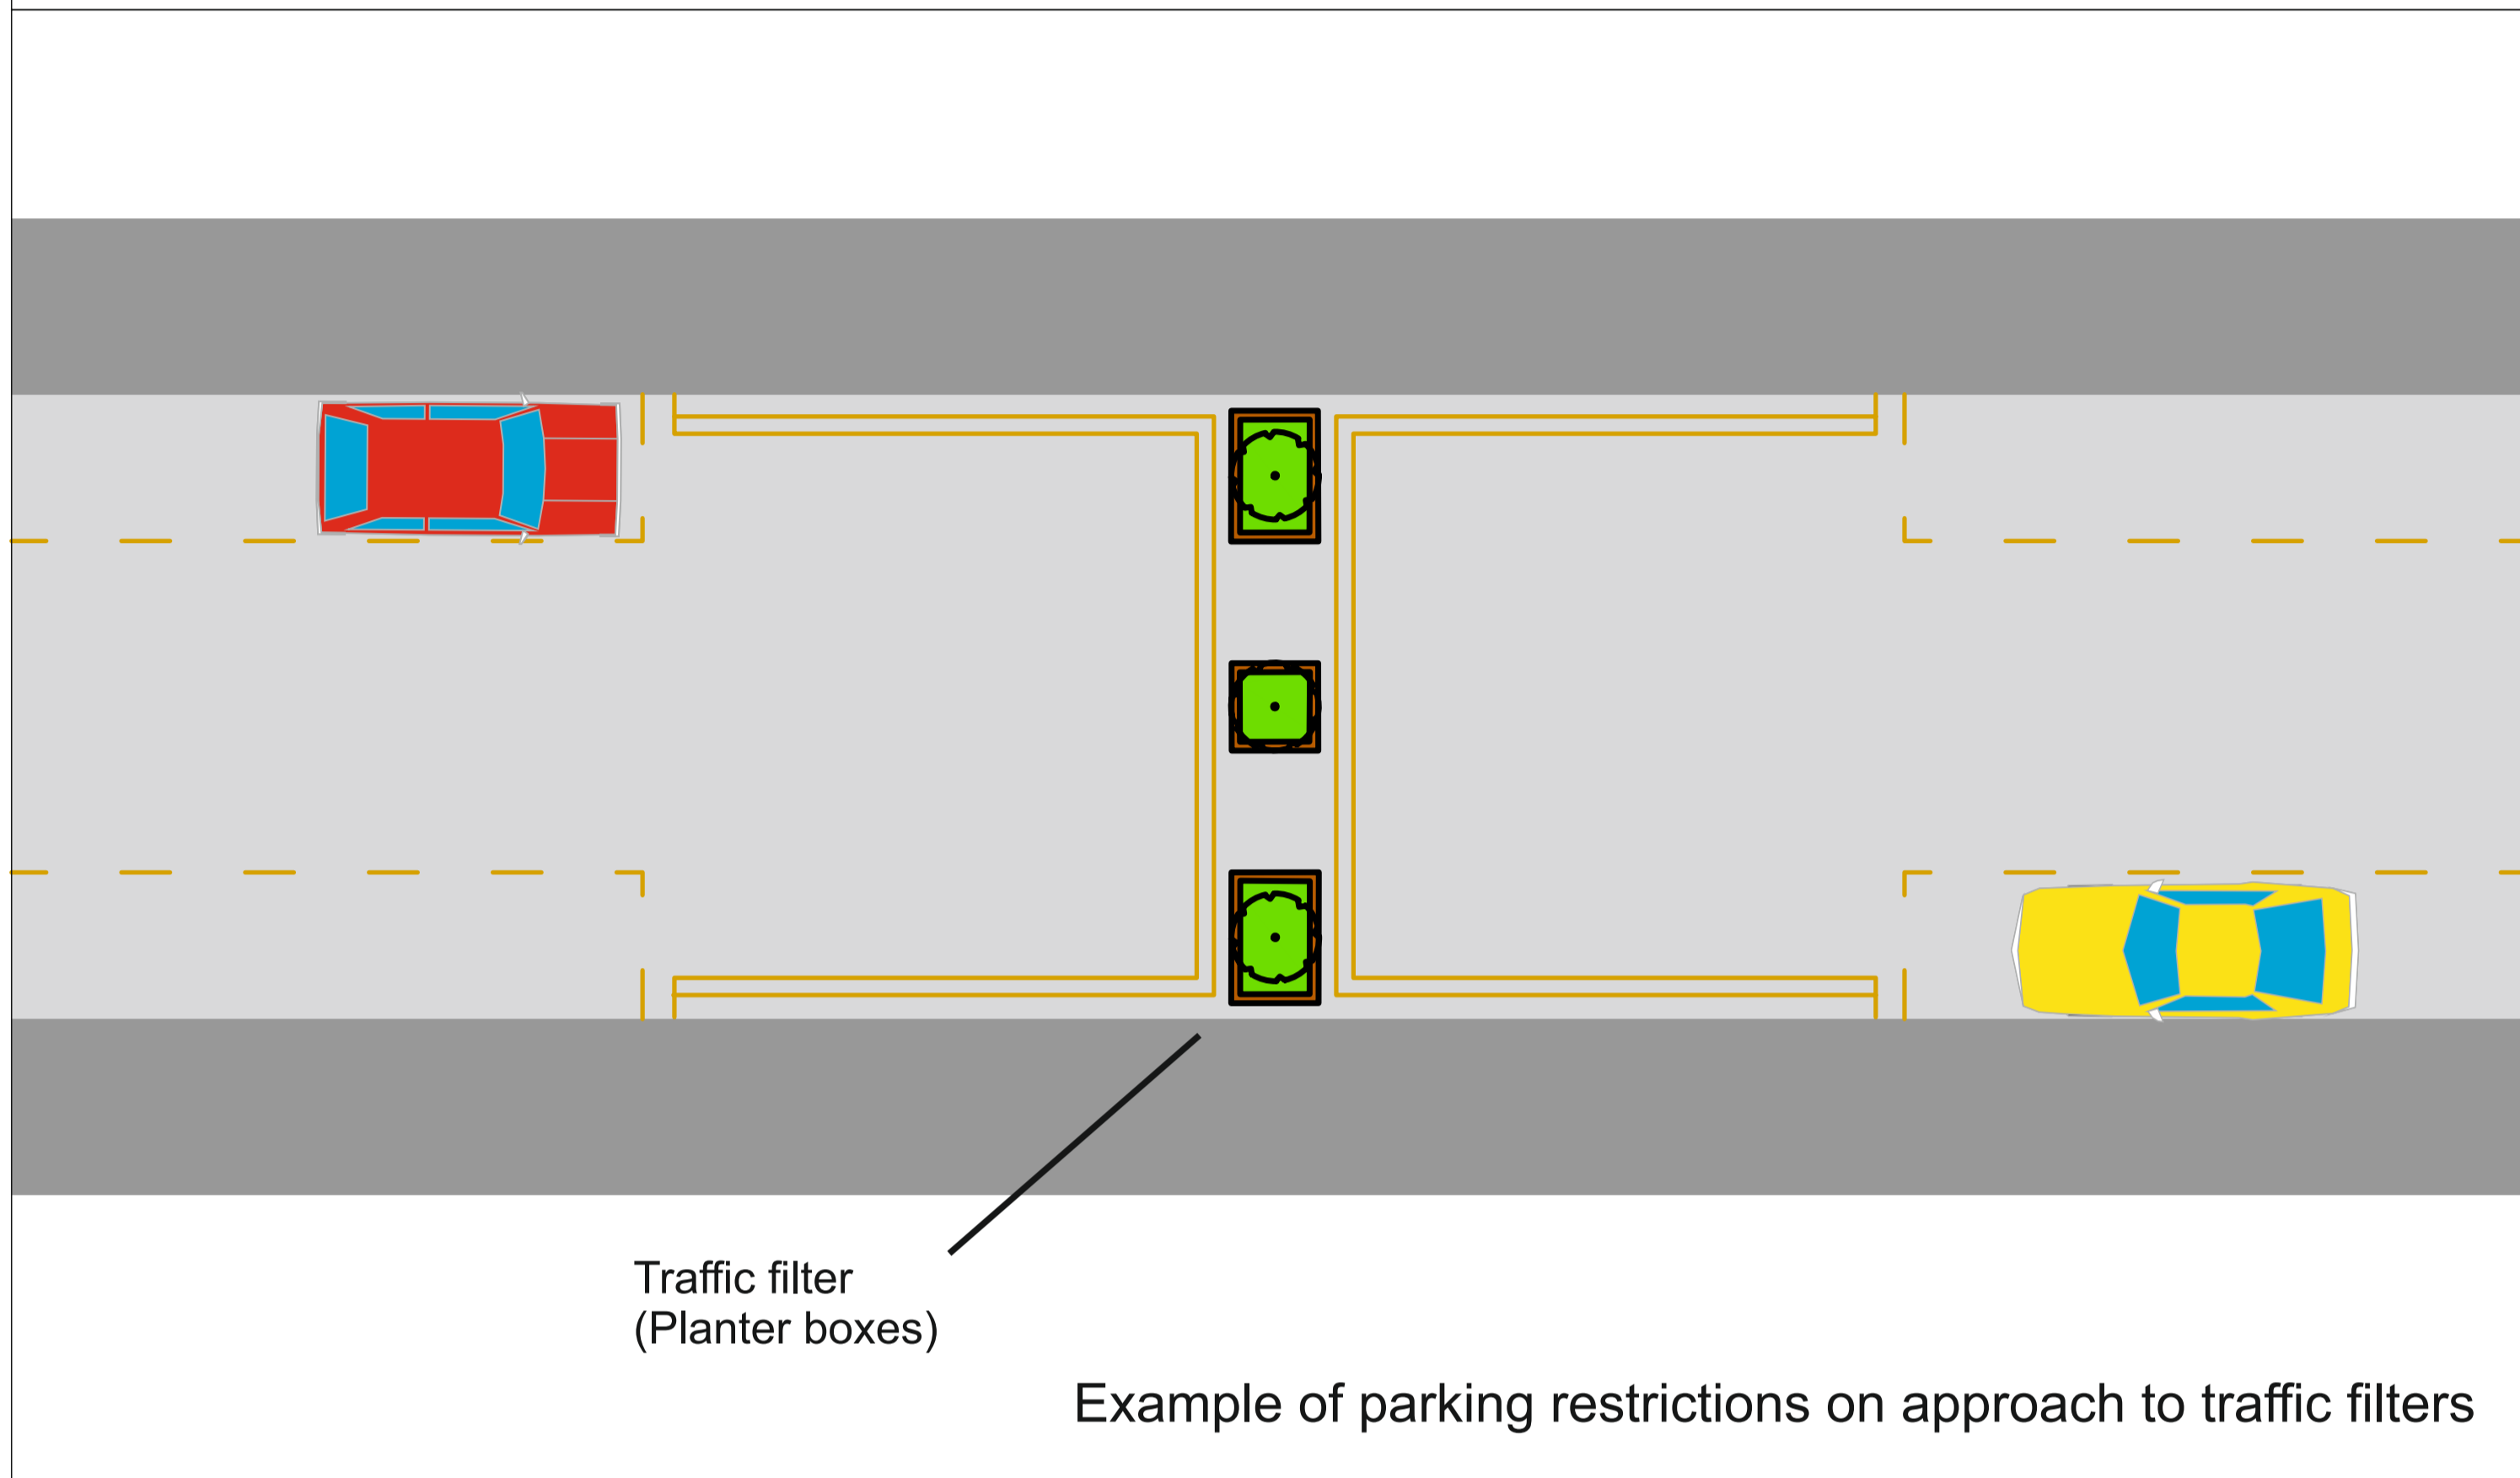 Traffic filter
(Planter boxes)
Example of parking restrictions on approach to traffic filters